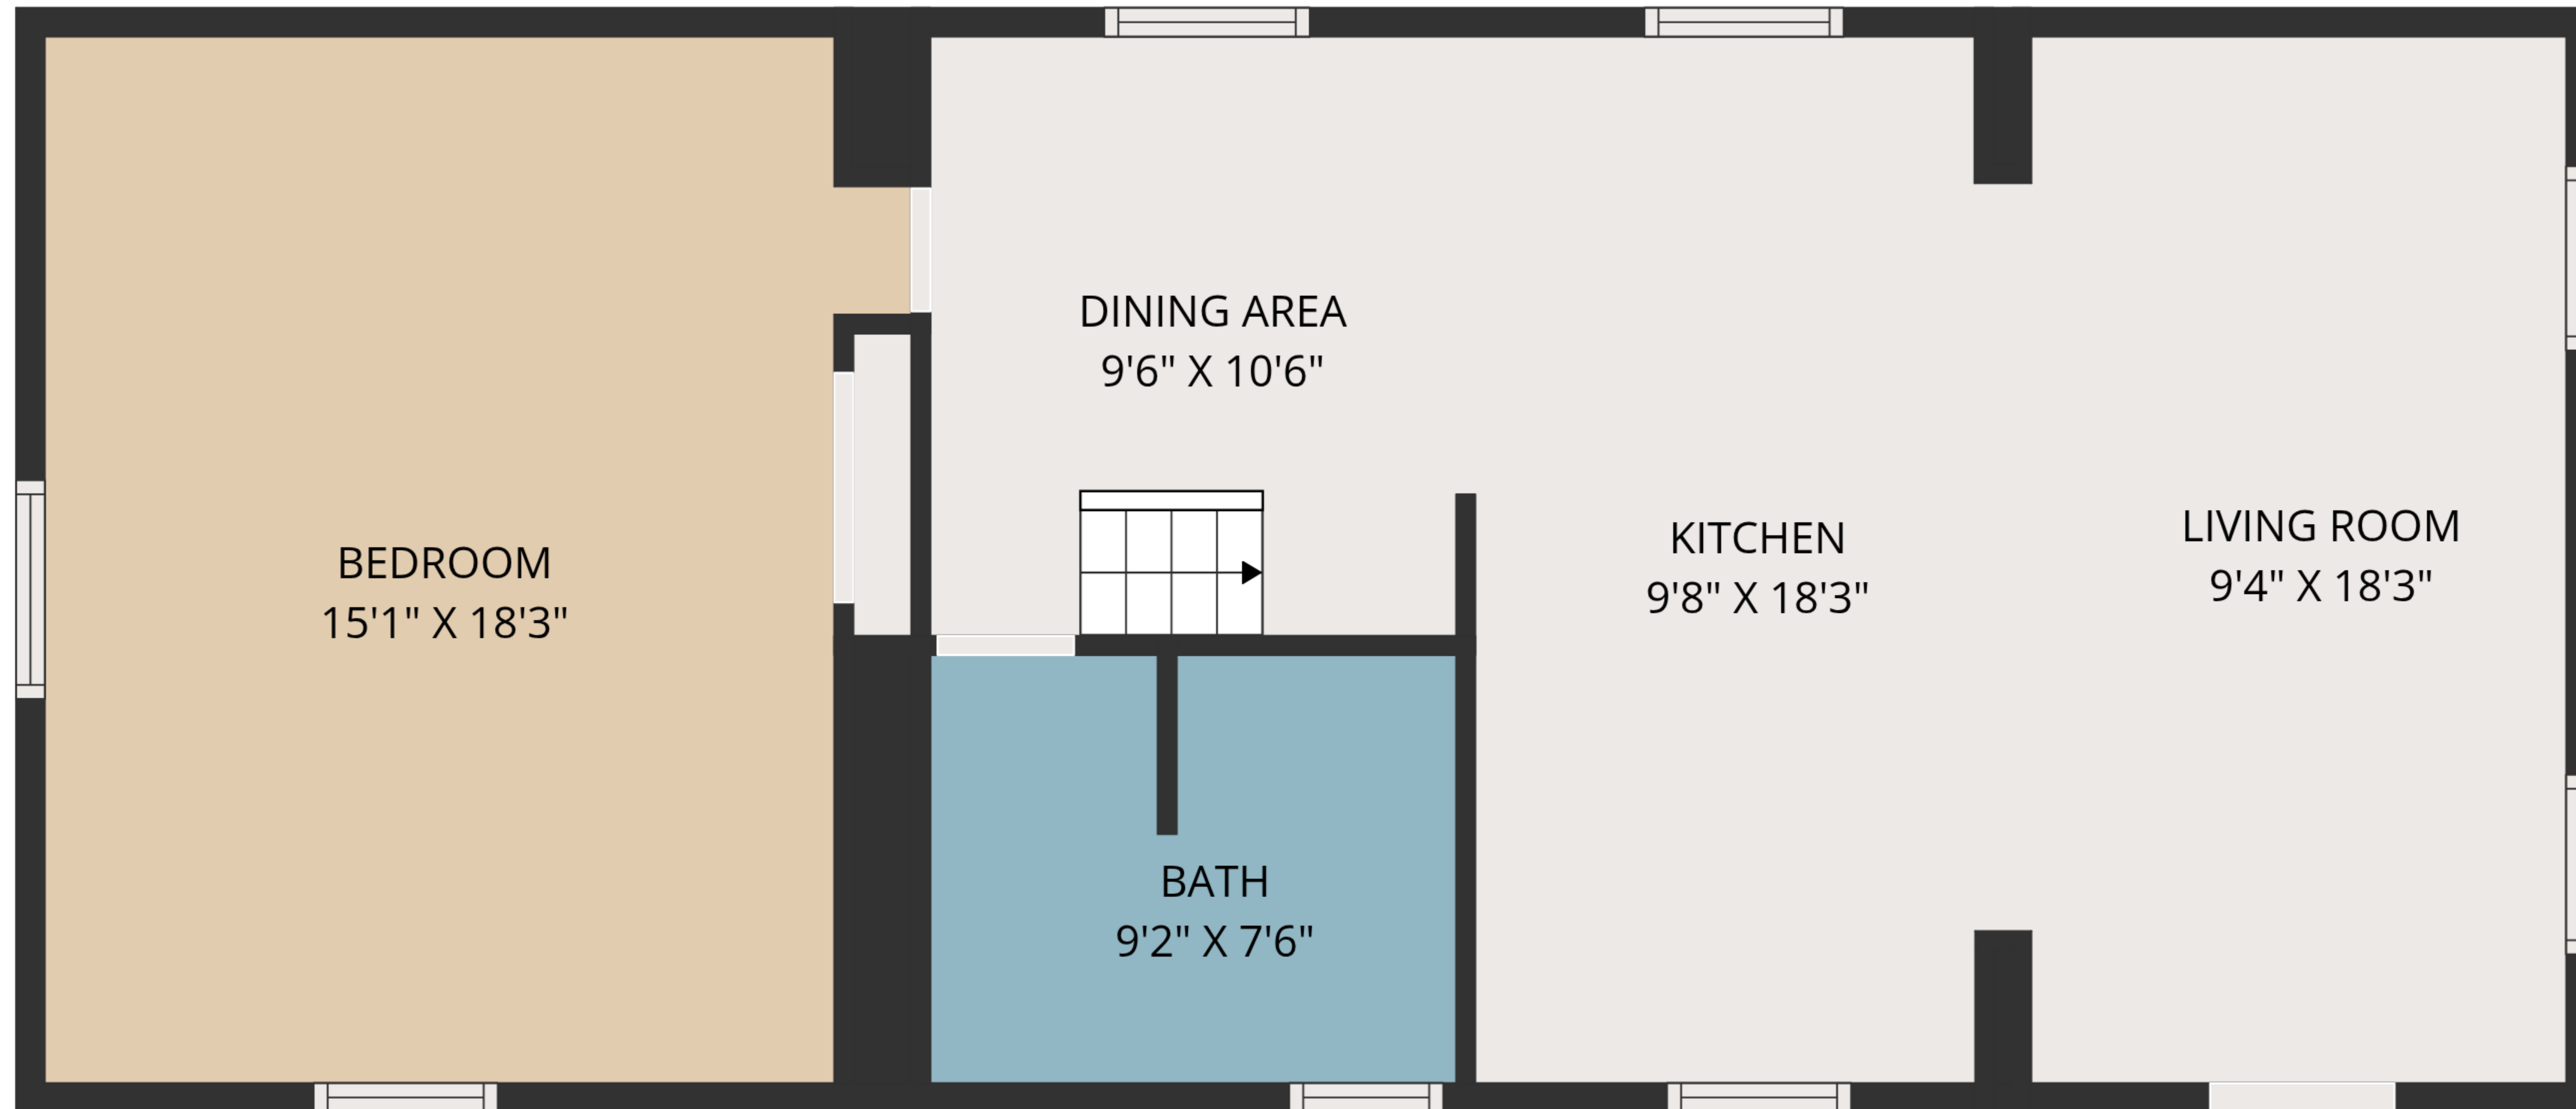 DINING AREA
9'6" X 10'6"
BEDROOM
15'1" X 18'3"
KITCHEN
9'8" X 18'3"
LIVING ROOM
9'4" X 18'3"
BATH
9'2" X 7'6"